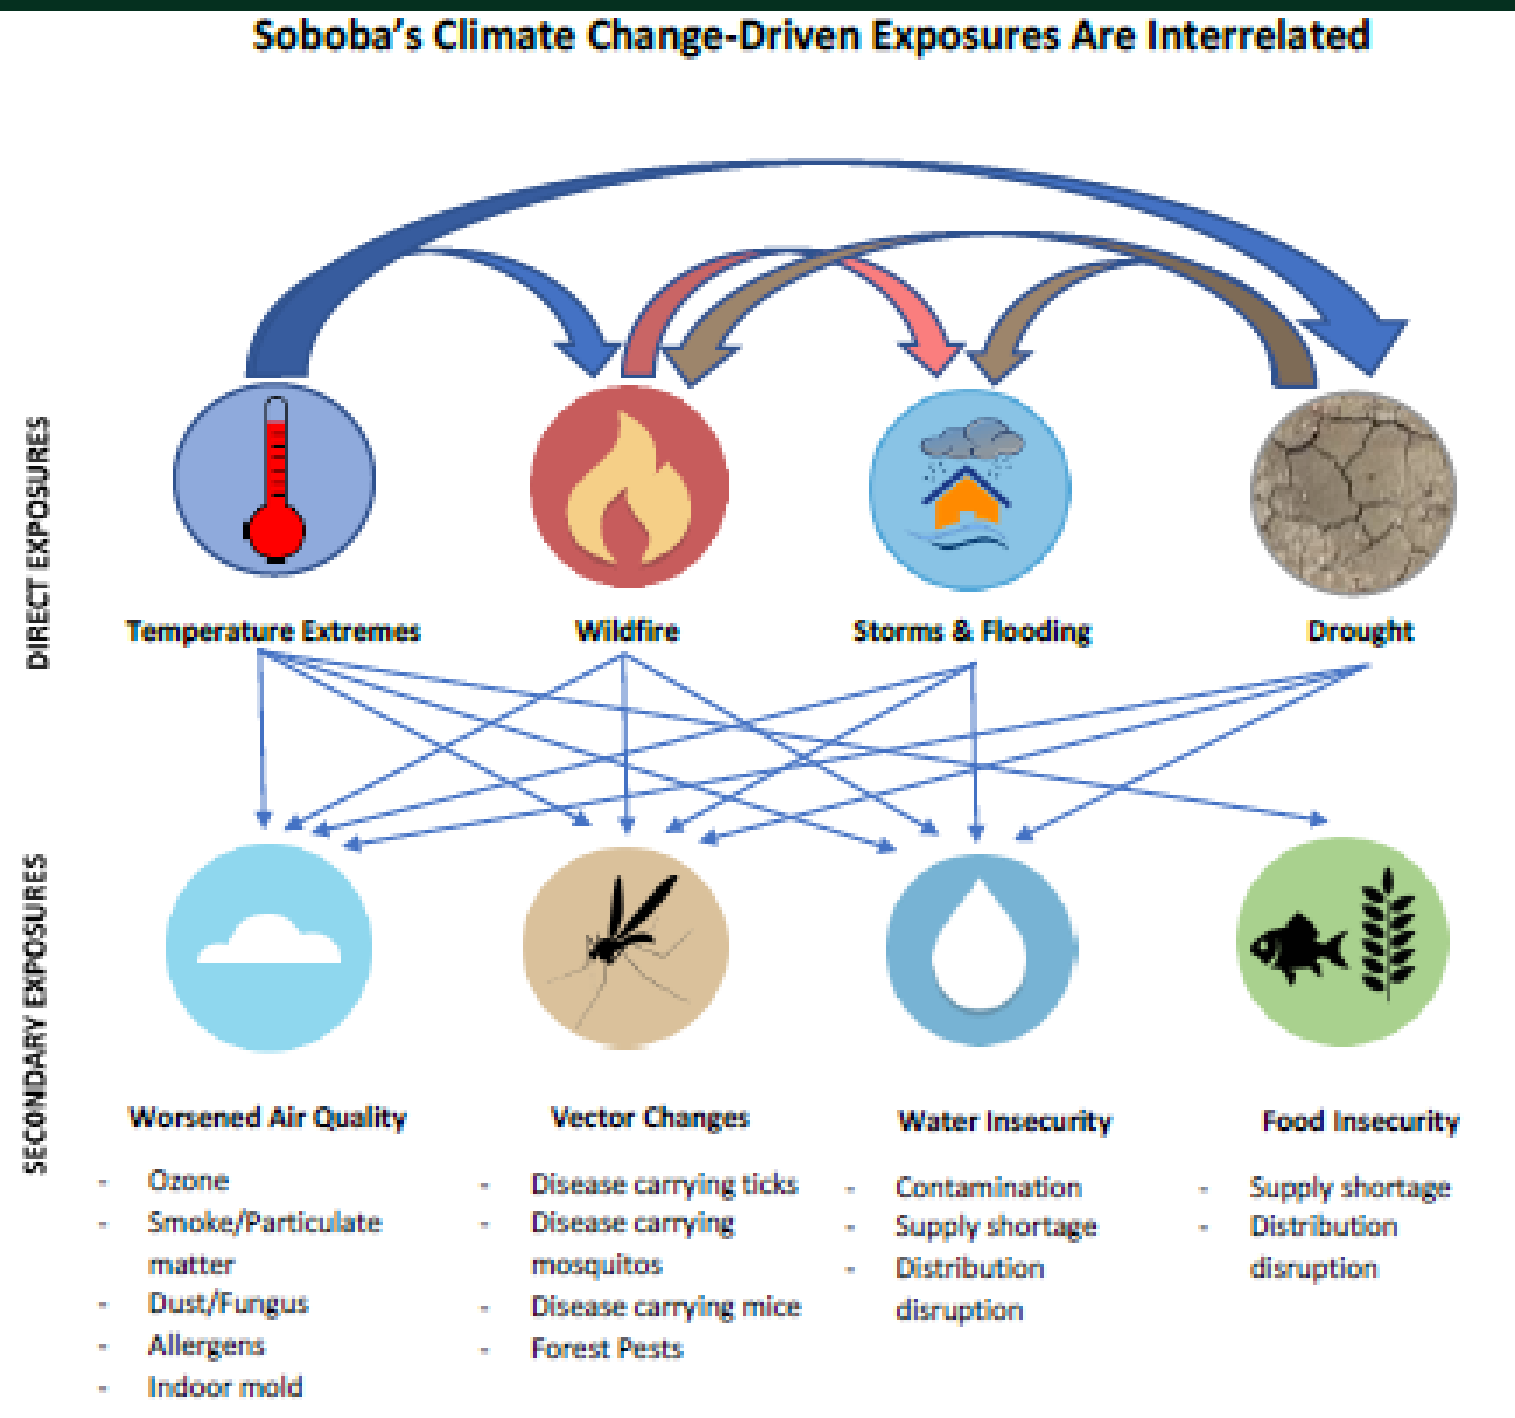 Soboba's Climate Change-Driven Exposures Are Interrelated
DIRECT EXPOSURES
Temperature Extremes
Wildfire
Storms & Flooding
Drought
SECONDARY EXPOSURES
Worsened Air Quality
- Ozone
- Smoke/Particulate
matter
- Dust/Fungus
- Allergens
- Indoor mold
Vector Changes
- Disease carrying ticks
- Disease carrying
mosquitos
- Disease carrying mice
- Forest Pests
Water Insecurity
- Contamination
- Supply shortage
- Distribution
disruption
Food Insecurity
- Supply shortage
- Distribution
disruption